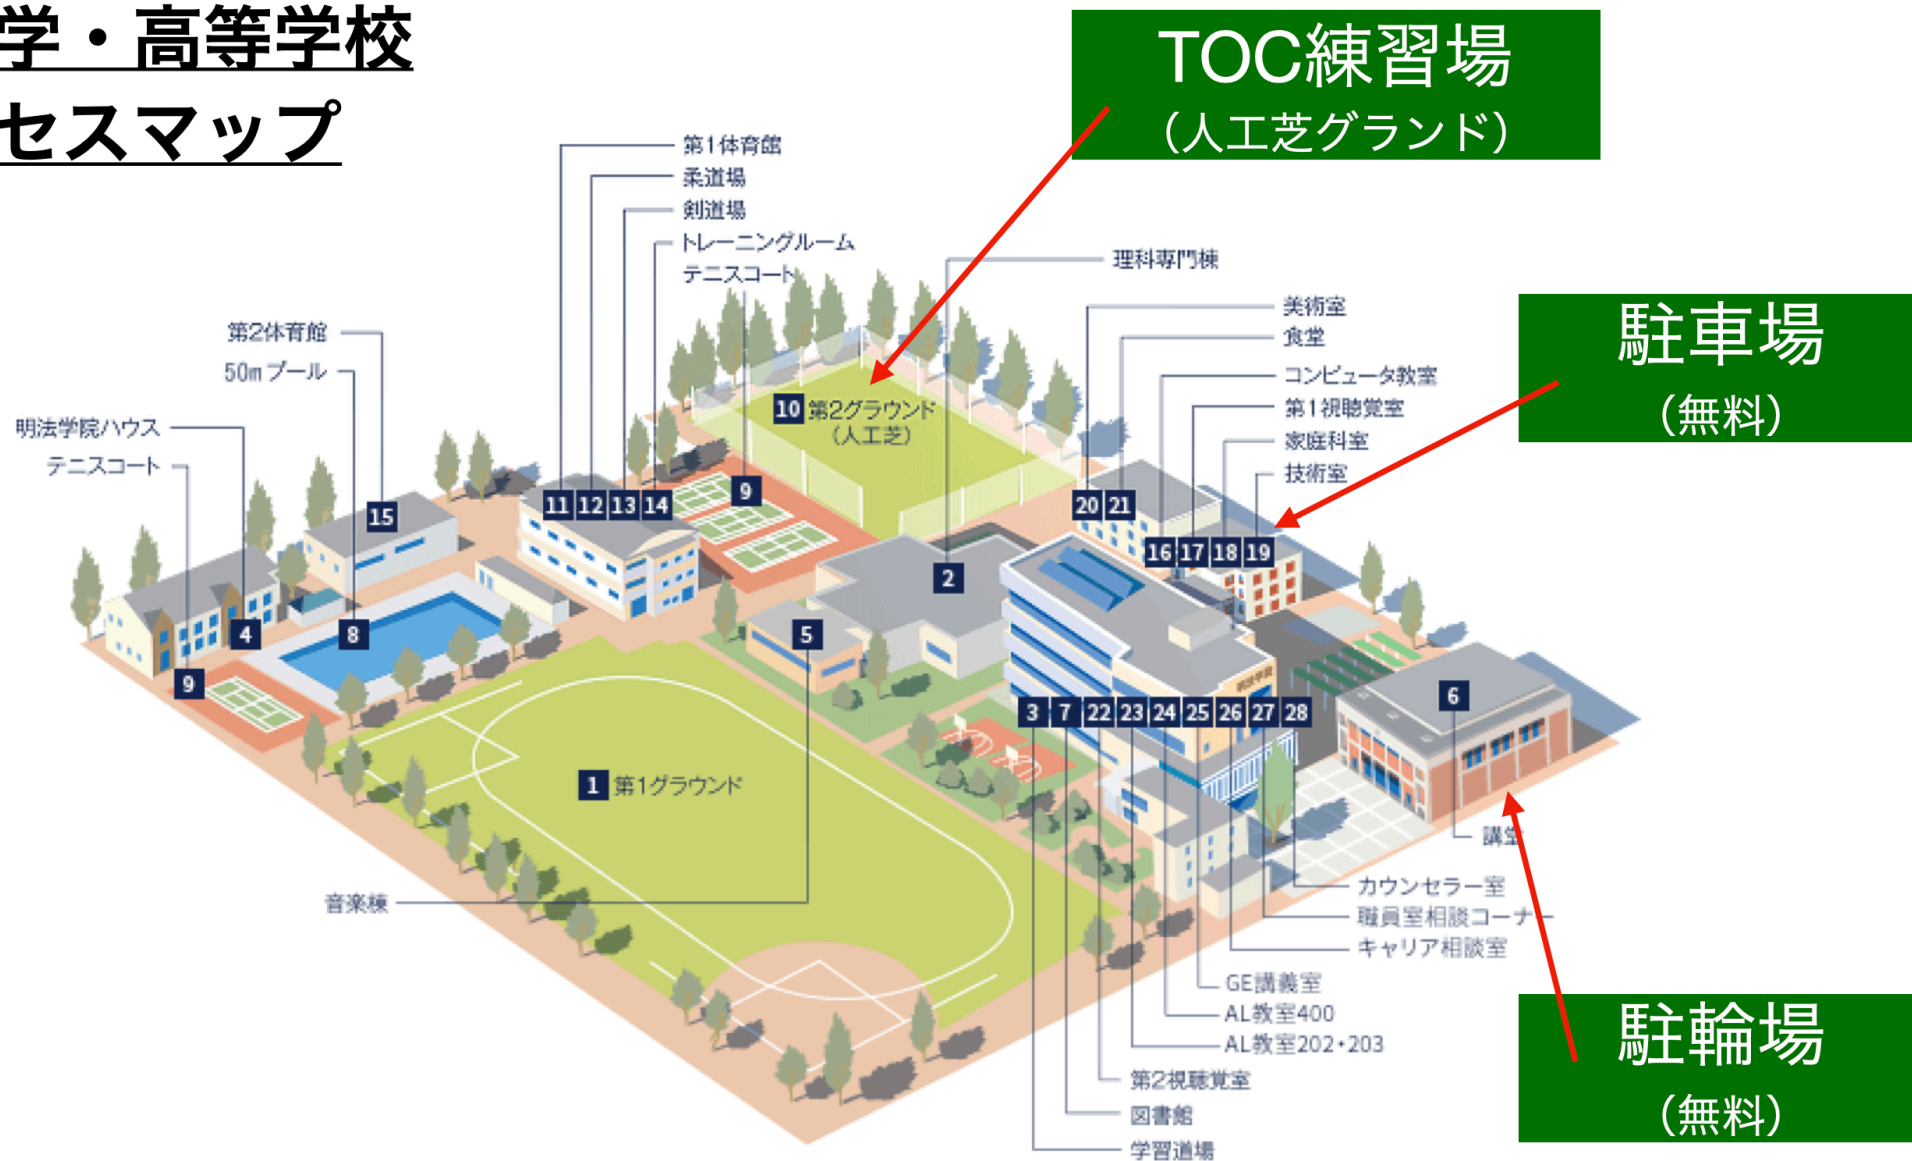 学・高等学校
セスマップ
TOC練習場
（人工芝グランド）
第1体育館
柔道場
剣道場
トレーニングルーム
テニスコート
理科専門棟
美術室
食堂
コンピュータ教室
第1視聴覚室
家庭科室
技術室
駐車場
（無料）
第2体育館
50mプール
明法学院ハウス
テニスコート
10 第2グラウンド
（人工芝）
11 12 13 14
9
15
20 21
16 17 18 19
2
4
8
5
9
6
3 7 22 23 24 25 26 27 28
1 第1グラウンド
講堂
音楽棟
カウンセラー室
職員室相談コーナー
キャリア相談室
GE講義室
AL教室400
AL教室202・203
第2視聴覚室
図書館
学習道場
駐輪場
（無料）